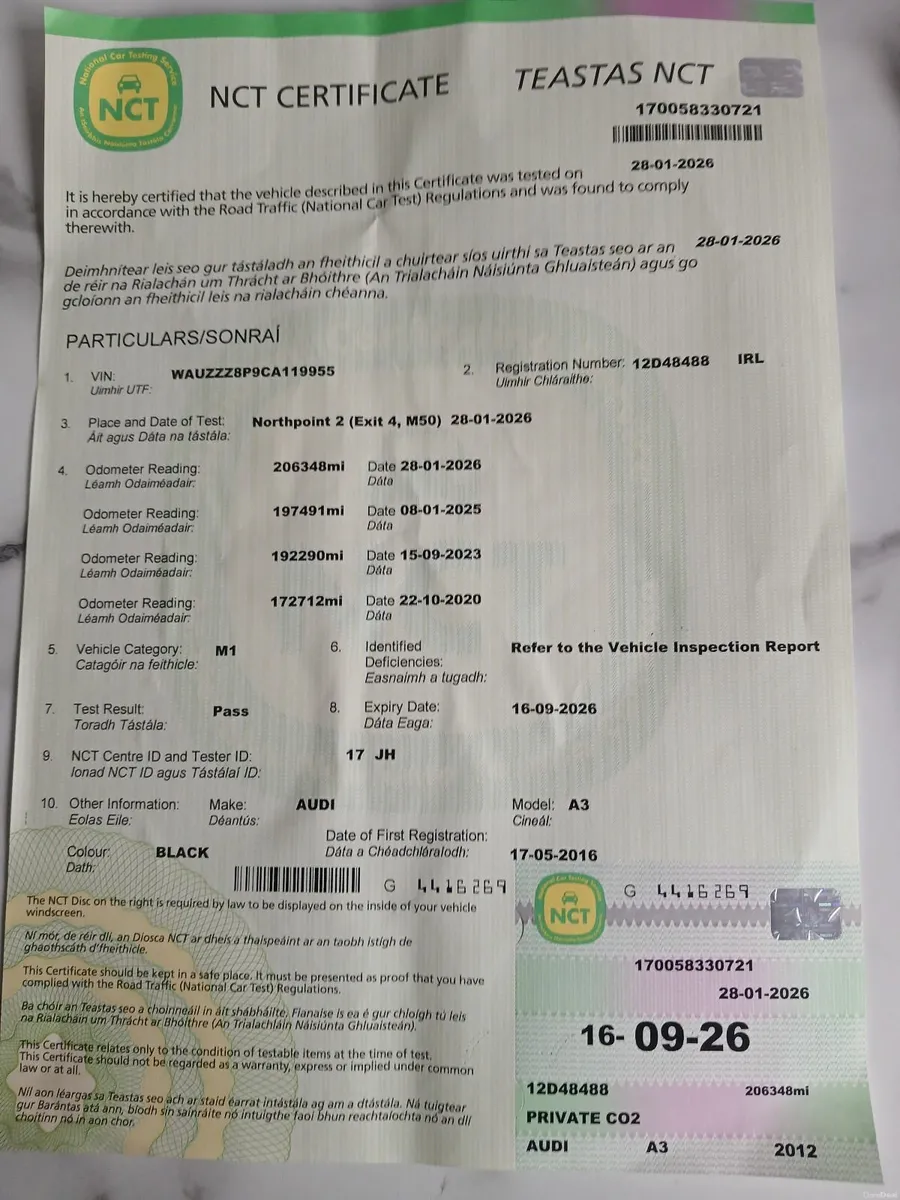 National Car Testing Service
NCT
NCT CERTIFICATE
TEASTAS NCT
170058330721
28-01-2026
It is hereby certified that the vehicle described in this Certificate was tested on
in accordance with the Road Traffic (National Car Test) Regulations and was found to comply
therewith.
28-01-2026
Deimhnítear leis seo gur tástáladh an fheithicil a chuirtear síos uirthi sa Teastas seo ar an
de réir na Rialachán um Thrácht ar Bhóithre (An Trialacháin Náisiúnta Ghluaisteán) agus go
gcloíonn an fheithicil leis na rialacháin chéanna.
PARTICULARS/SONRAÍ
1. VIN: WAUZZZ8P9CA119955
Uimhir UTF:
2. Registration Number: 12D48488 IRL
Uimhir Chláraithe:
3. Place and Date of Test: Northpoint 2 (Exit 4, M50) 28-01-2026
Áit agus Dáta na tástála:
4. Odometer Reading: 206348mi Date 28-01-2026
Léamh Odaiméadair: Dáta
Odometer Reading: 197491mi Date 08-01-2025
Léamh Odaiméadair: Dáta
Odometer Reading: 192290mi Date 15-09-2023
Léamh Odaiméadair: Dáta
Odometer Reading: 172712mi Date 22-10-2020
Léamh Odaiméadair: Dáta
5. Vehicle Category: M1
Catagóir na feithicle:
6. Identified
Deficiencies:
Easnaimh a tugadh:
Refer to the Vehicle Inspection Report
7. Test Result: Pass
Toradh Tástála:
8. Expiry Date: 16-09-2026
Dáta Eaga:
9. NCT Centre ID and Tester ID: 17 JH
Ionad NCT ID agus Tástálaí ID:
10. Other Information: Make: AUDI Model: A3
Eolas Eile: Déantús: Cineál:
Date of First Registration:
Colour: BLACK Dáta a Chéadchláralodh: 17-05-2016
Dath:
G 4416269
The NCT Disc on the right is required by law to be displayed on the inside of your vehicle
windscreen.
Ní mór, de réir dlí, an Diosca NCT ar dheis a thaispeáint ar an taobh istigh de
ghaothscáth d'fheithicle.
This Certificate should be kept in a safe place. It must be presented as proof that you have
complied with the Road Traffic (National Car Test) Regulations.
Ba chóir an Teastas seo a choinneáil in áit shábháilte. Fianaise is ea é gur chloígh tú leis
na Rialacháin um Thrácht ar Bhóithre (An Trialacháin Náisiúnta Ghluaisteán).
This Certificate relates only to the condition of testable items at the time of test.
This Certificate should not be regarded as a warranty, express or implied under common
law or at all.
Níl aon léargas sa Teastas seo ach ar staid éarraí intástála ag am a dtástála. Ná tuigtear
gur Barántas atá ann, bíodh sin sainráite nó intuigthe faoi bhun reachtaíochta nó an dlí
choitinn nó in aon chor.
NCT
G 4416269
170058330721
28-01-2026
16- 09-26
12D48488 206348mi
PRIVATE CO2
AUDI A3 2012